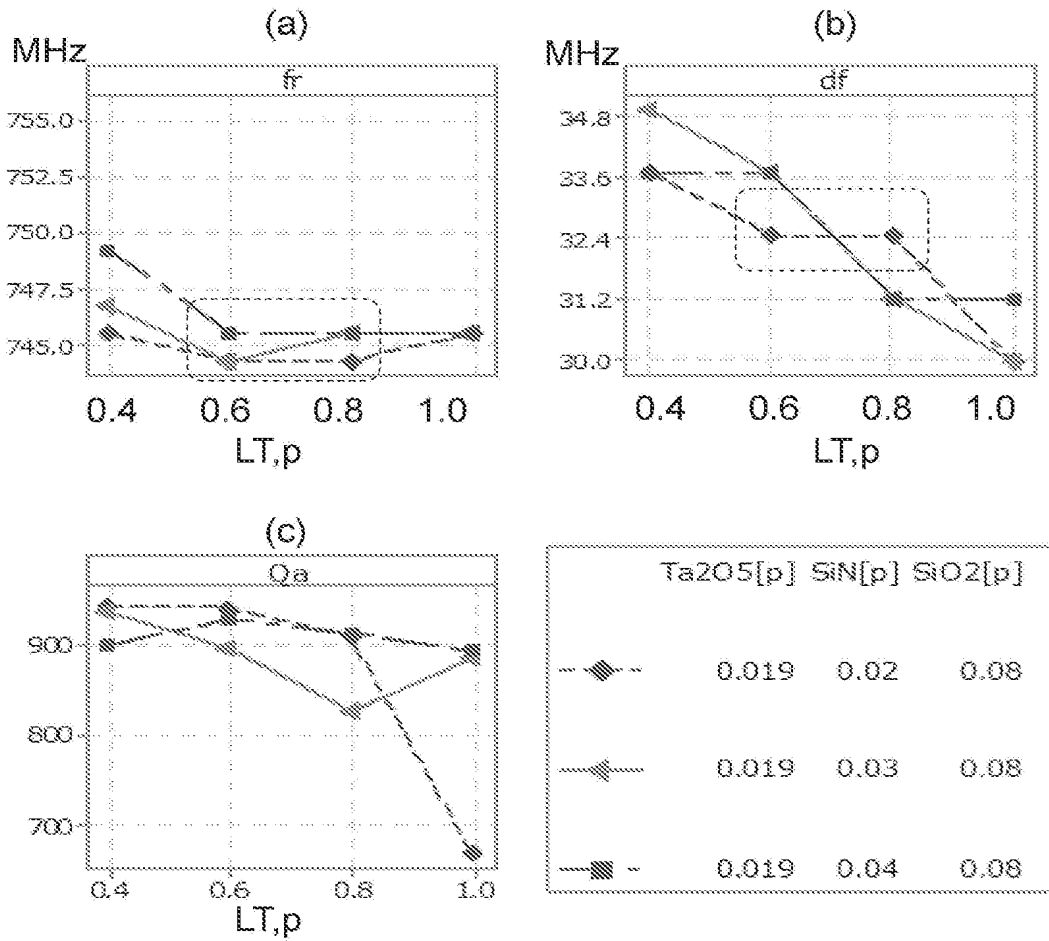 (a)
MHz
fr
755.0
752.5
750.0
747.5
745.0
0.4 0.6 0.8 1.0
LT,p
(b)
MHz
df
34.8
33.6
32.4
31.2
30.0
0.4 0.6 0.8 1.0
LT,p
(c)
Qa
900
800
700
0.4 0.6 0.8 1.0
LT,p
Ta2O5[p] SiN[p] SiO2[p]
0.019 0.02 0.08
0.019 0.03 0.08
0.019 0.04 0.08